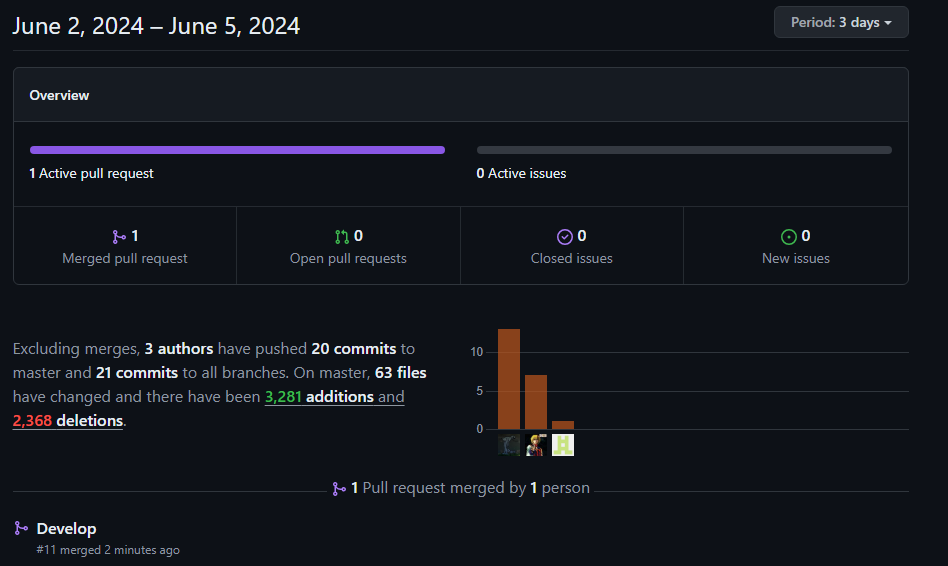 June 2, 2024 – June 5, 2024
Period: 3 days
Overview
1 Active pull request
0 Active issues
1
Merged pull request
0
Open pull requests
0
Closed issues
0
New issues
Excluding merges, 3 authors have pushed 20 commits to
master and 21 commits to all branches. On master, 63 files
have changed and there have been 3,281 additions and
2,368 deletions.
10
5
0
1 Pull request merged by 1 person
Develop
#11 merged 2 minutes ago